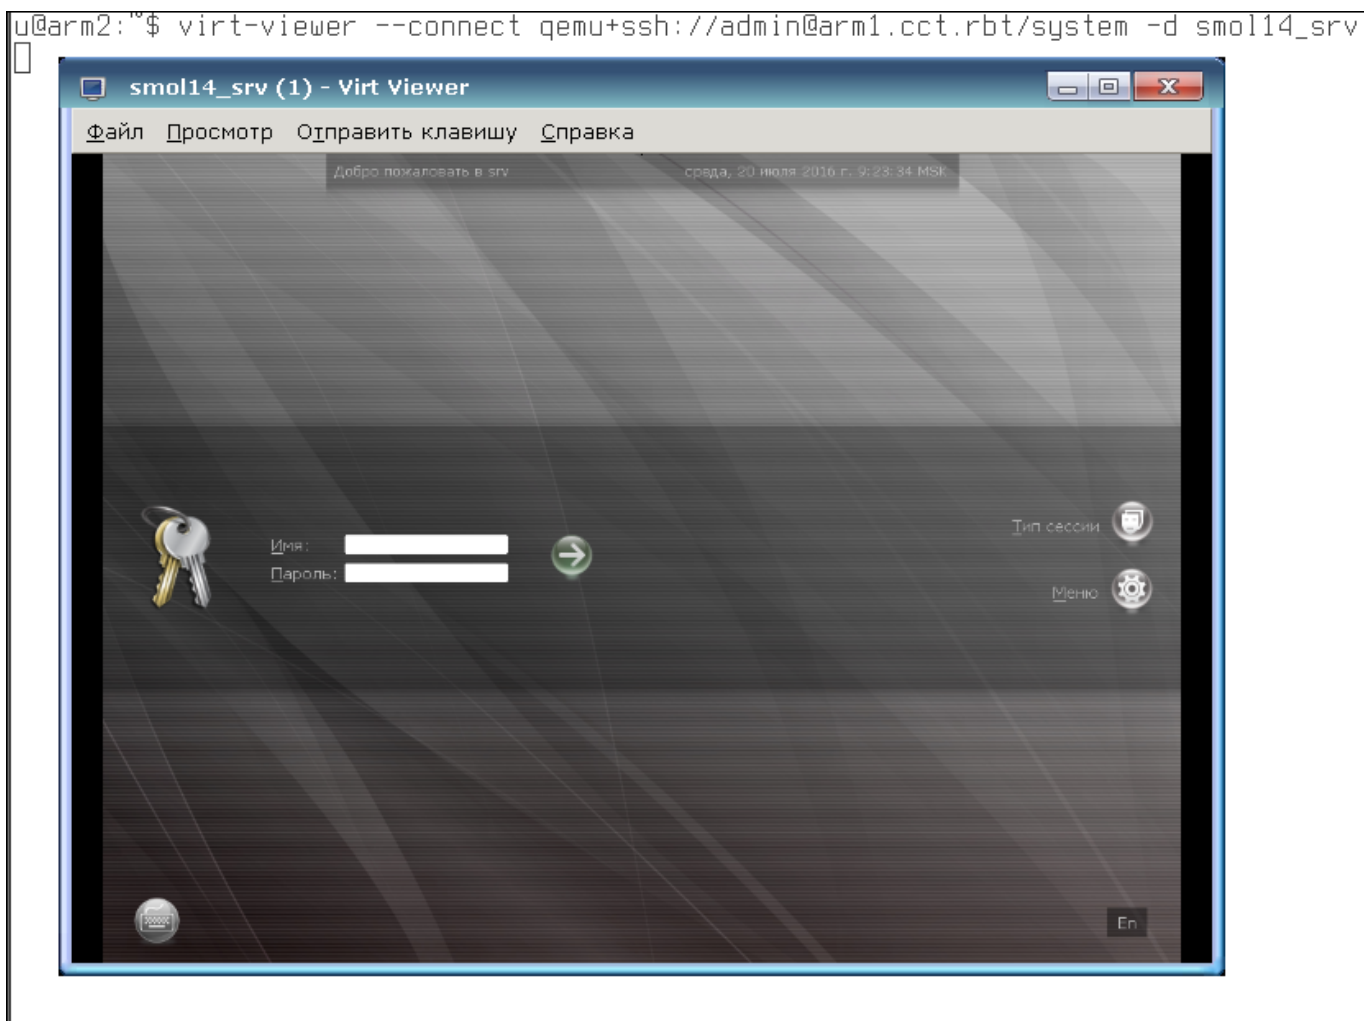 u@arm2:~$ virt-viewer --connect qemu+ssh://admin@arm1.cct.rbt/system -d smol14_srv
smol14_srv (1) - Virt Viewer
Файл Просмотр Отправить клавишу Справка
Добро пожаловать в srv среда, 20 июля 2016 г. 9:23:34 MSK
Тип сессии
Имя:
Пароль:
Меню
En